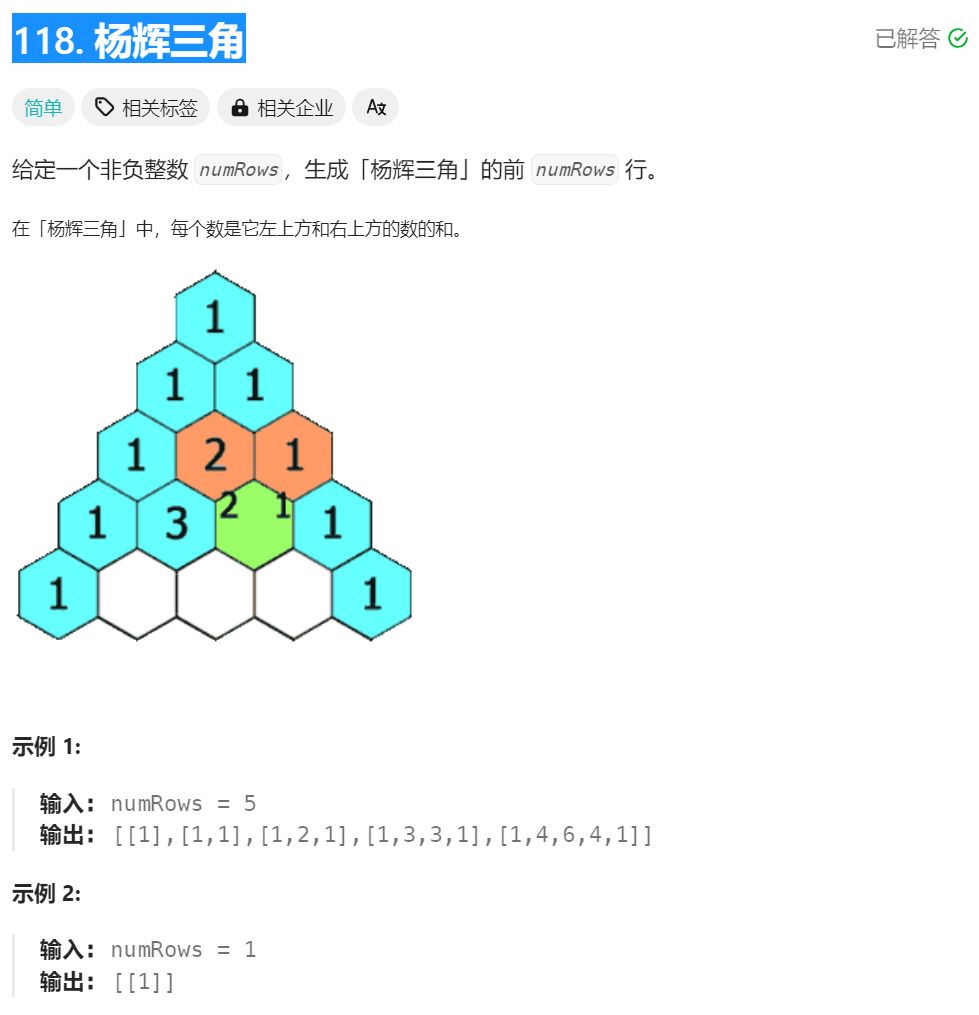 118. 杨辉三角
已解答
简单 相关标签 相关企业 A文
给定一个非负整数 numRows，生成「杨辉三角」的前 numRows 行。
在「杨辉三角」中，每个数是它左上方和右上方的数的和。
1
1 1
1 2 1
1 3 2 1 1
1 1
示例 1:
输入: numRows = 5
输出: [[1],[1,1],[1,2,1],[1,3,3,1],[1,4,6,4,1]]
示例 2:
输入: numRows = 1
输出: [[1]]